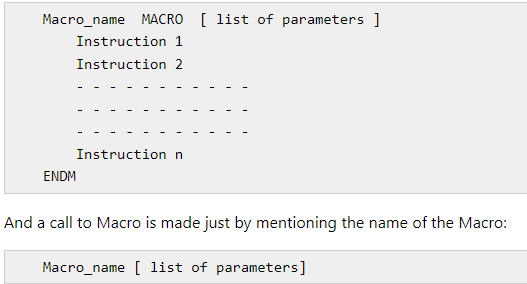 Macro_name  MACRO  [ list of parameters ]
    Instruction 1
    Instruction 2
    - - - - - - - - - - -
    - - - - - - - - - - -
    - - - - - - - - - - -
    Instruction n
ENDM
And a call to Macro is made just by mentioning the name of the Macro:
Macro_name [ list of parameters]